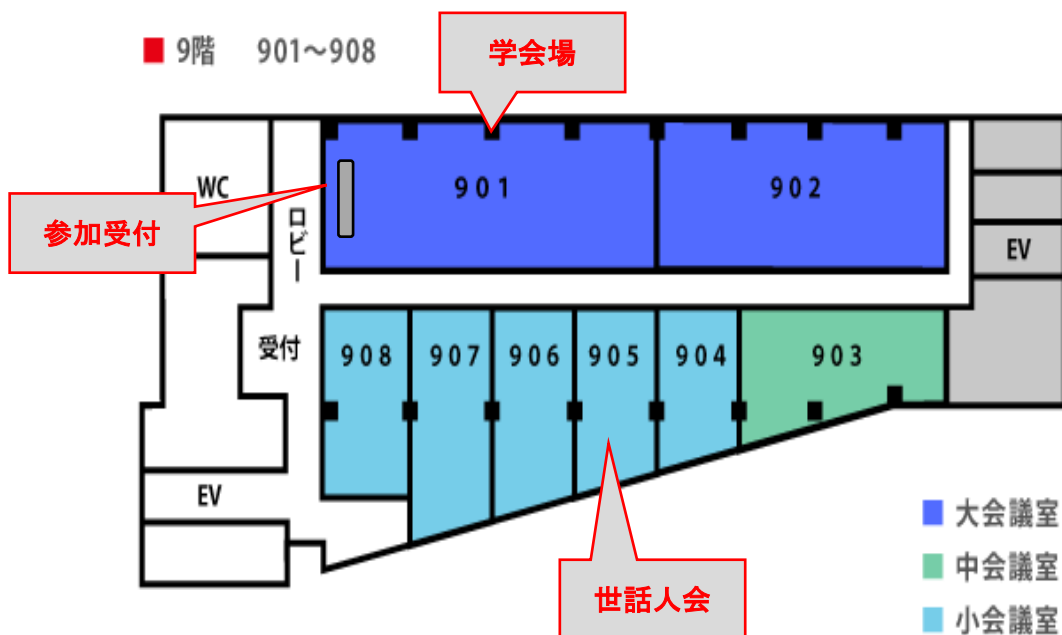 ■ 9階 901～908
学会場
WC
901
902
参加受付
ロビー
EV
受付
908
907
906
905
904
903
EV
大会議室
中会議室
小会議室
世話人会